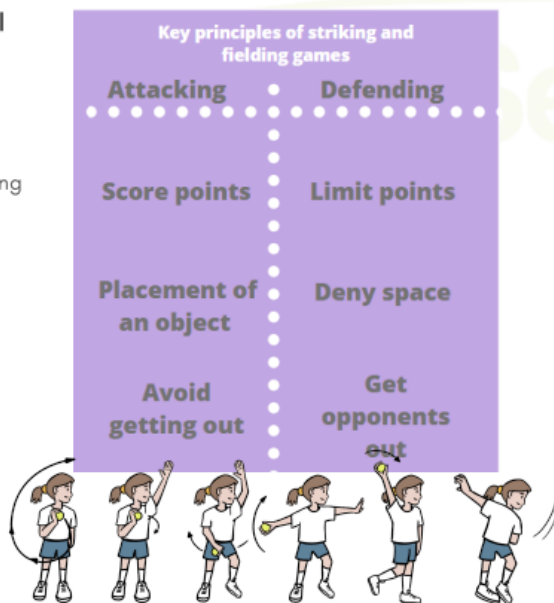 Key principles of striking and
fielding games
Attacking
Defending
Score points
Limit points
Placement of
an object
Deny space
Avoid
getting out
Get
opponents
out